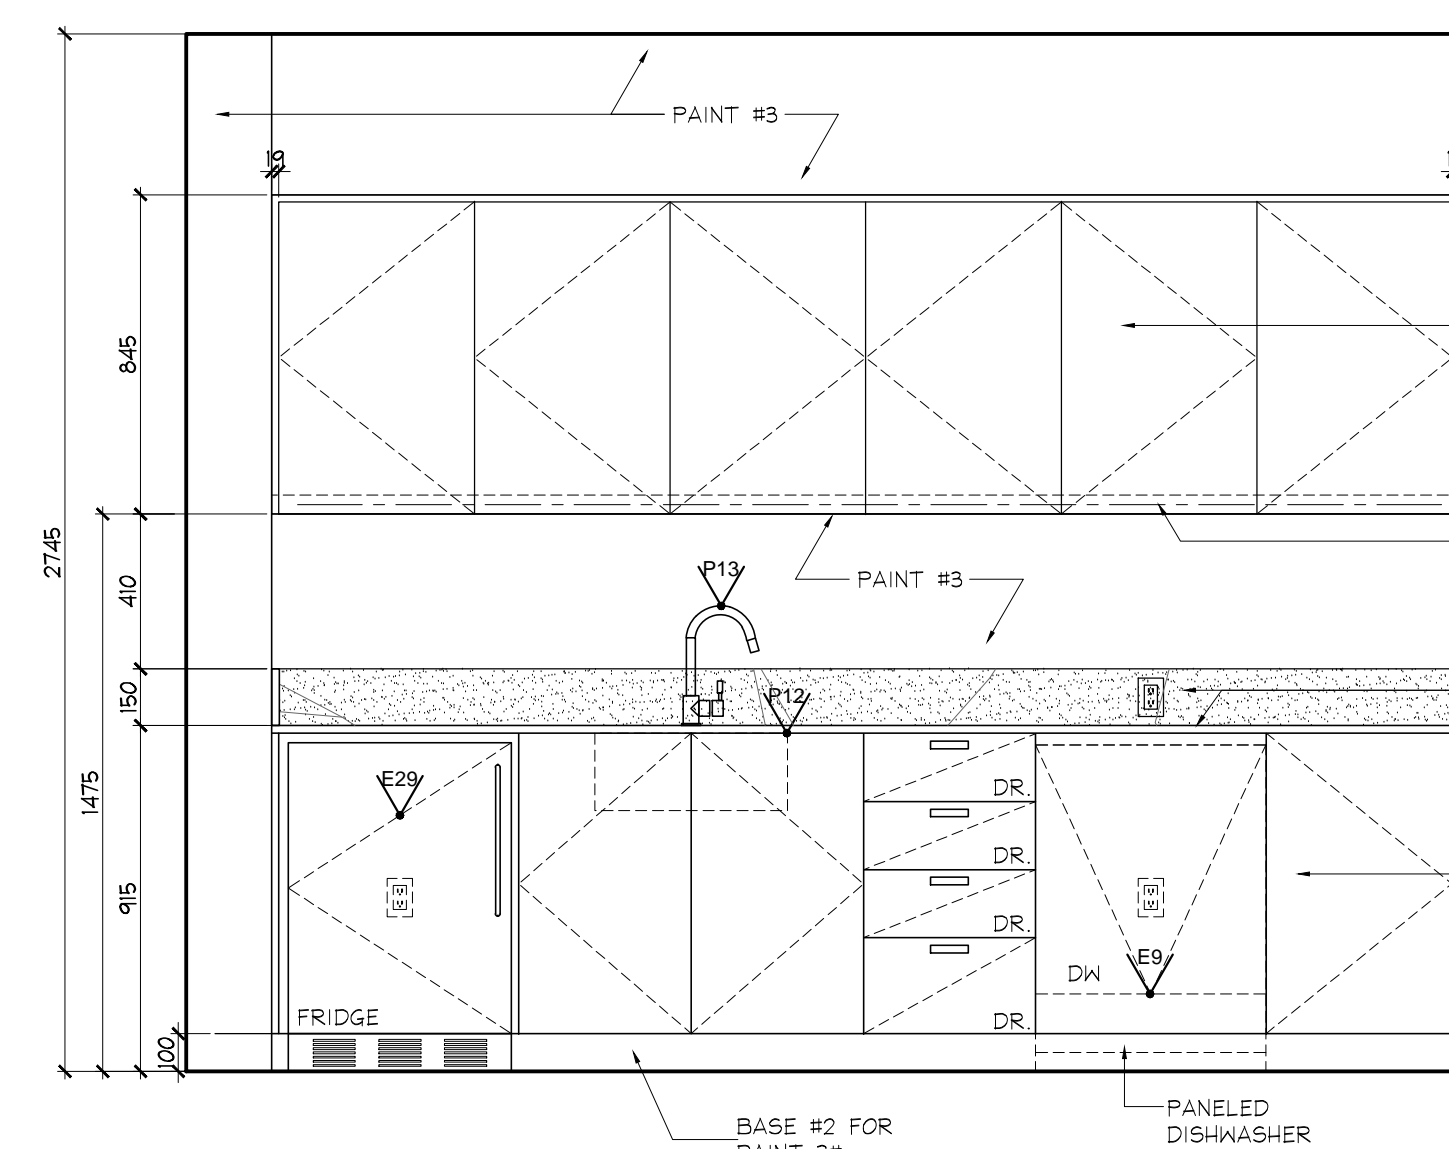 PAINT #3
19
845
2745
410
P13
PAINT #3
150
P12
1475
E29
DR.
DR.
915
DR.
E9
DW
FRIDGE
DR.
100
PANELED
DISHWASHER
BASE #2 FOR